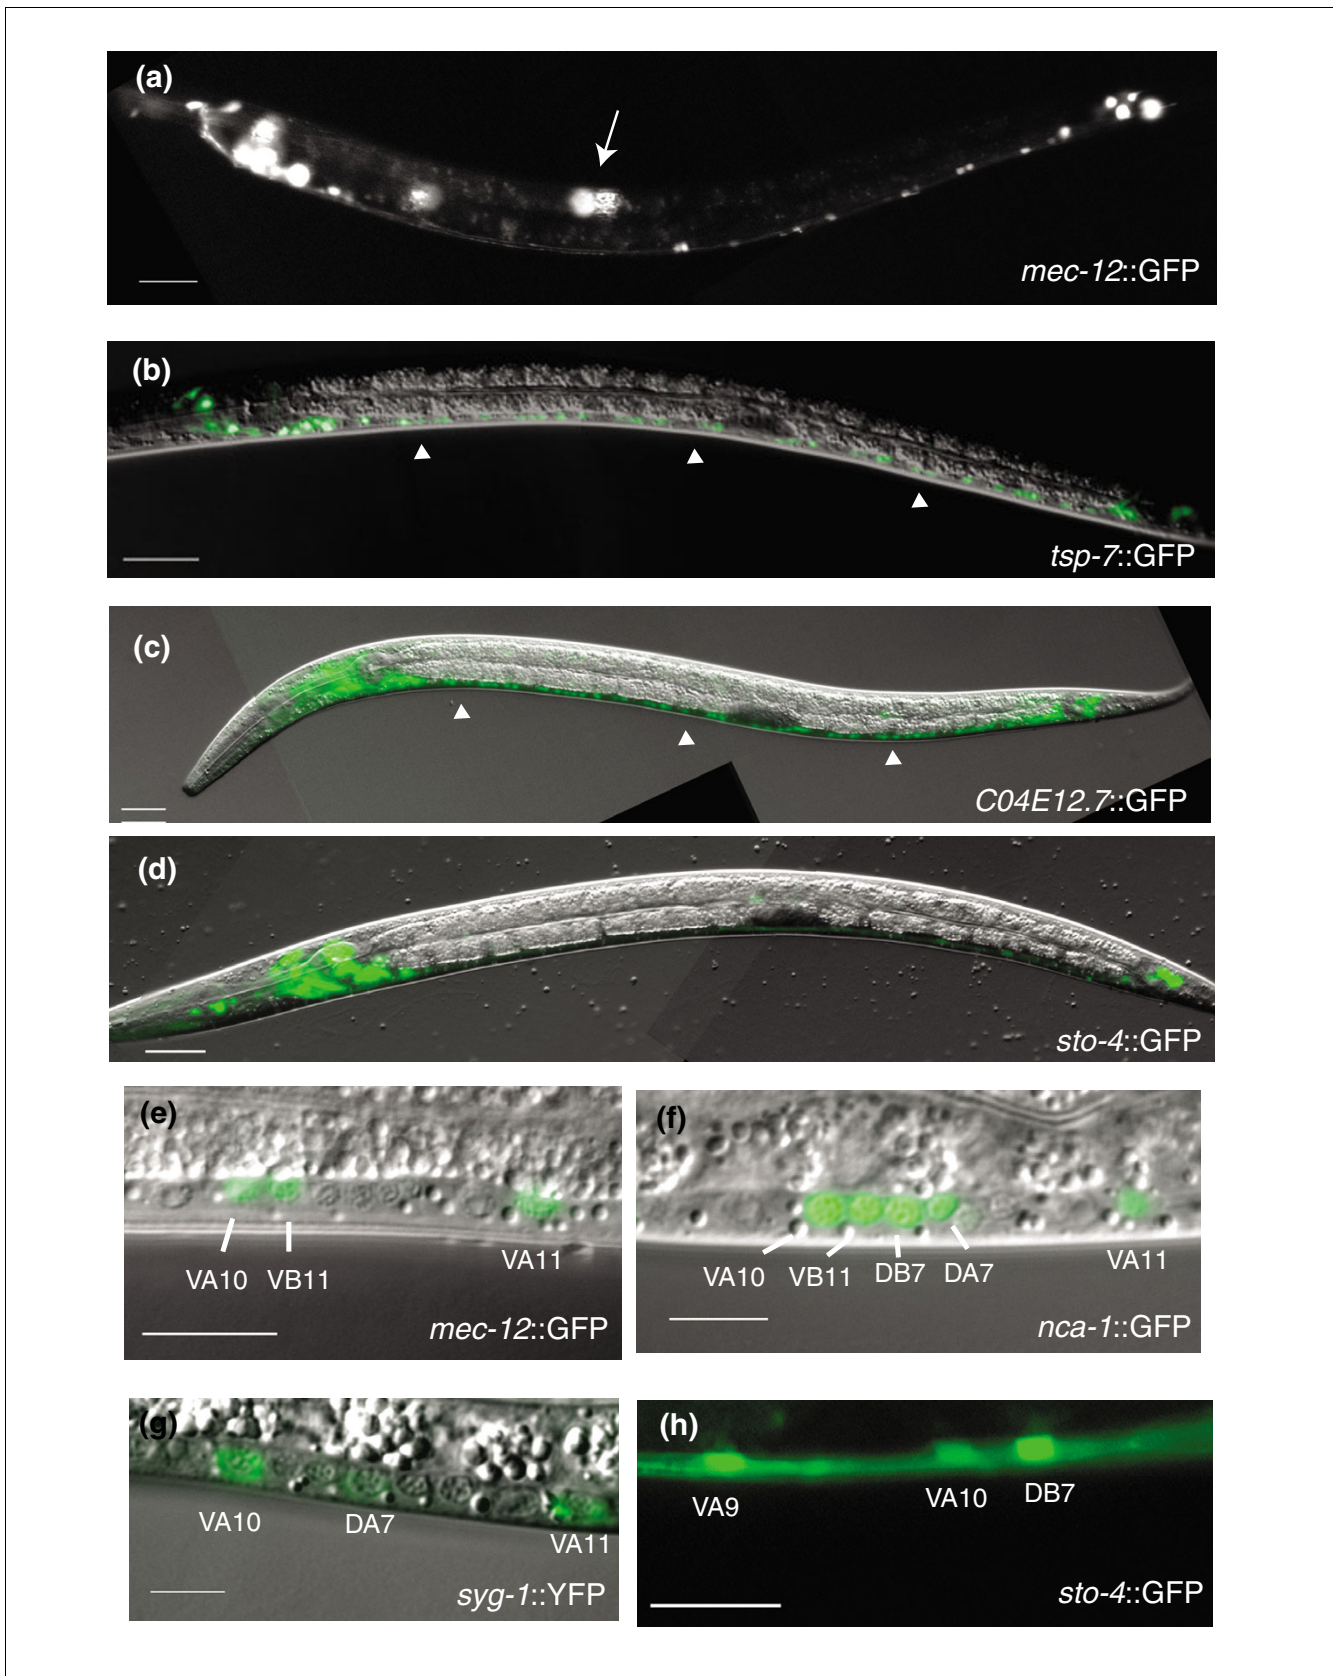 (a)
mec-12::GFP
(b)
tsp-7::GFP
(c)
C04E12.7::GFP
(d)
sto-4::GFP
(e)
VA10 VB11 VA11
mec-12::GFP
(f)
VA10 VB11 DB7 DA7 VA11
nca-1::GFP
(g)
VA10 DA7 VA11
syg-1::YFP
(h)
VA9 VA10 DB7
sto-4::GFP